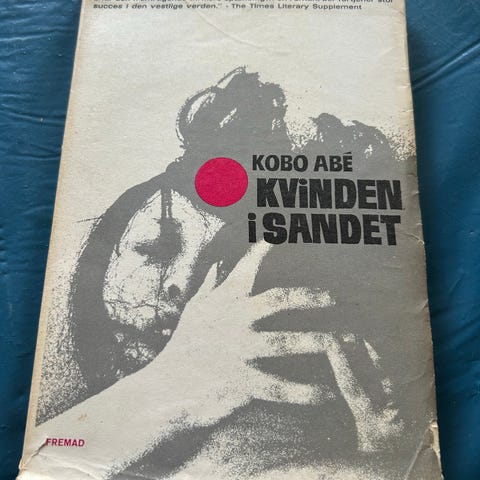 succes i den vestlige verden." - The Times Literary Supplement
KOBO ABÉ
KViNDEN
i SANDET
FREMAD